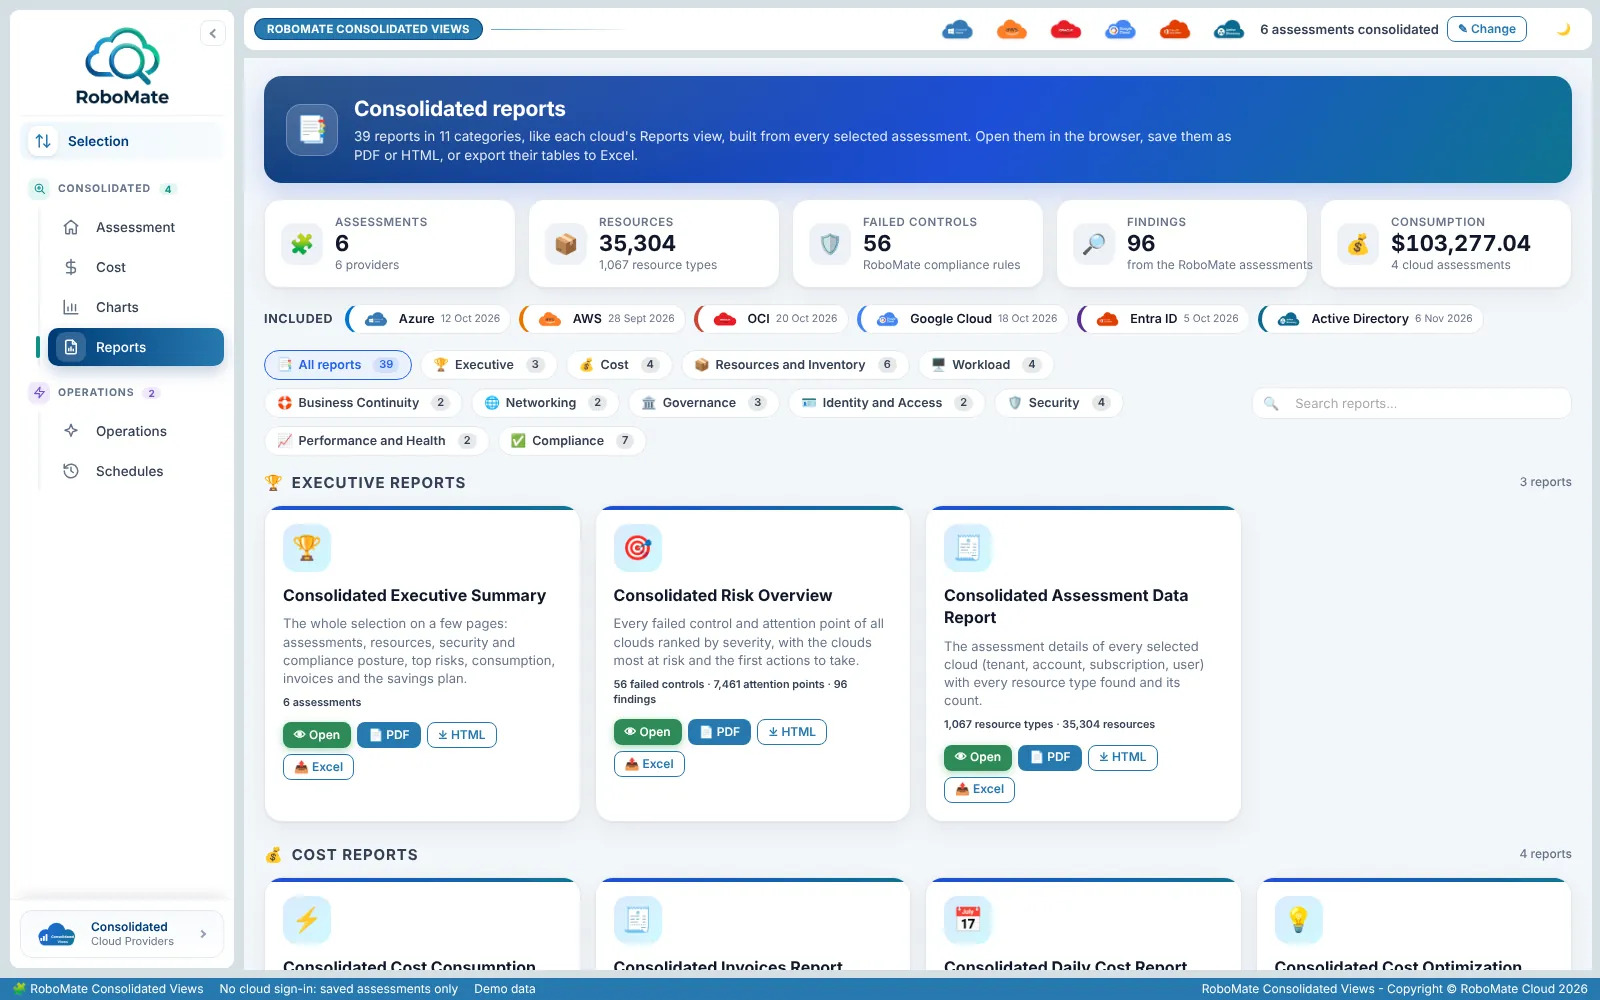 RoboMate
Selection
CONSOLIDATED 4
Assessment
Cost
Charts
Reports
OPERATIONS 2
Operations
Schedules
Consolidated
Cloud Providers
ROBOMATE CONSOLIDATED VIEWS
6 assessments consolidated
✎ Change
Consolidated reports
39 reports in 11 categories, like each cloud's Reports view, built from every selected assessment. Open them in the browser, save them as
PDF or HTML, or export their tables to Excel.
ASSESSMENTS
6
6 providers
RESOURCES
35,304
1,067 resource types
FAILED CONTROLS
56
RoboMate compliance rules
FINDINGS
96
from the RoboMate assessments
CONSUMPTION
$103,277.04
4 cloud assessments
INCLUDED
Azure 12 Oct 2026
AWS 28 Sept 2026
OCI 20 Oct 2026
Google Cloud 18 Oct 2026
Entra ID 5 Oct 2026
Active Directory 6 Nov 2026
All reports 39
Executive 3
Cost 4
Resources and Inventory 6
Workload 4
Business Continuity 2
Networking 2
Governance 3
Identity and Access 2
Security 4
Search reports...
Performance and Health 2
Compliance 7
EXECUTIVE REPORTS
3 reports
Consolidated Executive Summary
The whole selection on a few pages:
assessments, resources, security and
compliance posture, top risks, consumption,
invoices and the savings plan.
6 assessments
Open
PDF
HTML
Excel
Consolidated Risk Overview
Every failed control and attention point of all
clouds ranked by severity, with the clouds
most at risk and the first actions to take.
56 failed controls · 7,461 attention points · 96
findings
Open
PDF
HTML
Excel
Consolidated Assessment Data
Report
The assessment details of every selected
cloud (tenant, account, subscription, user)
with every resource type found and its
count.
1,067 resource types · 35,304 resources
Open
PDF
HTML
Excel
COST REPORTS
4 reports
Consolidated Cost Consumption
Consolidated Invoices Report
Consolidated Daily Cost Report
Consolidated Cost Optimization
RoboMate Consolidated Views
No cloud sign-in: saved assessments only
Demo data
RoboMate Consolidated Views - Copyright © RoboMate Cloud 2026